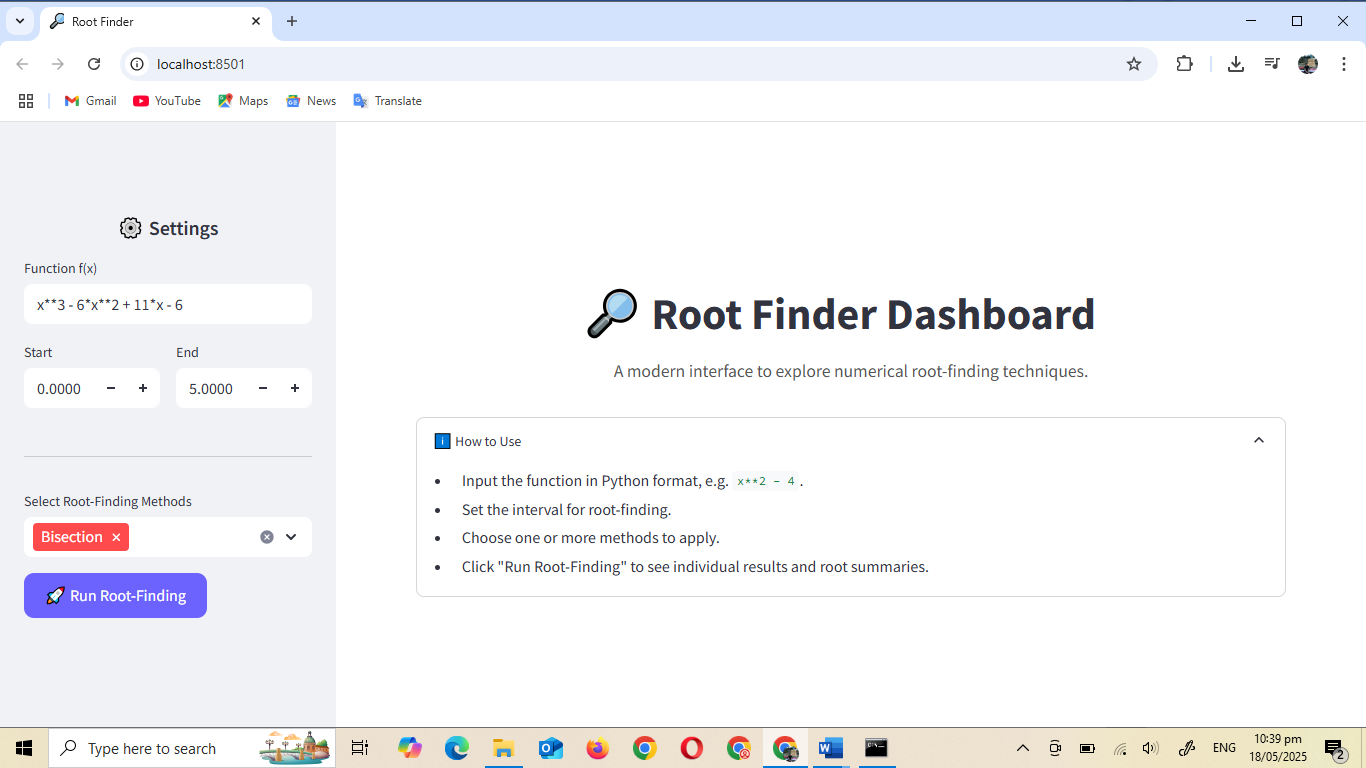 Root Finder
localhost:8501
Gmail YouTube Maps News Translate
Settings
Function f(x)
x**3 - 6*x**2 + 11*x - 6
Start End
0.0000 − + 5.0000 − +
Select Root-Finding Methods
Bisection ×
Run Root-Finding
Root Finder Dashboard
A modern interface to explore numerical root-finding techniques.
i How to Use
• Input the function in Python format, e.g. x**2 - 4 .
• Set the interval for root-finding.
• Choose one or more methods to apply.
• Click "Run Root-Finding" to see individual results and root summaries.
Type here to search
ENG
10:39 pm
18/05/2025
2